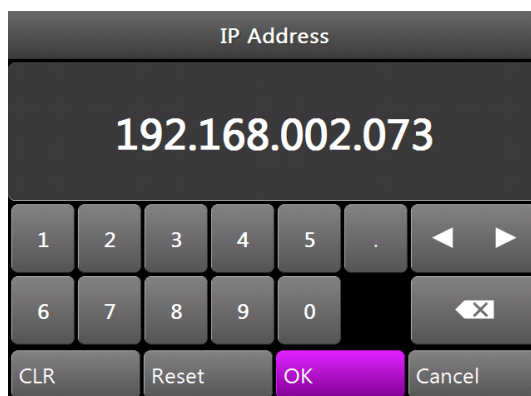 IP Address
192.168.002.073
1 2 3 4 5 .
6 7 8 9 0
CLR Reset OK Cancel